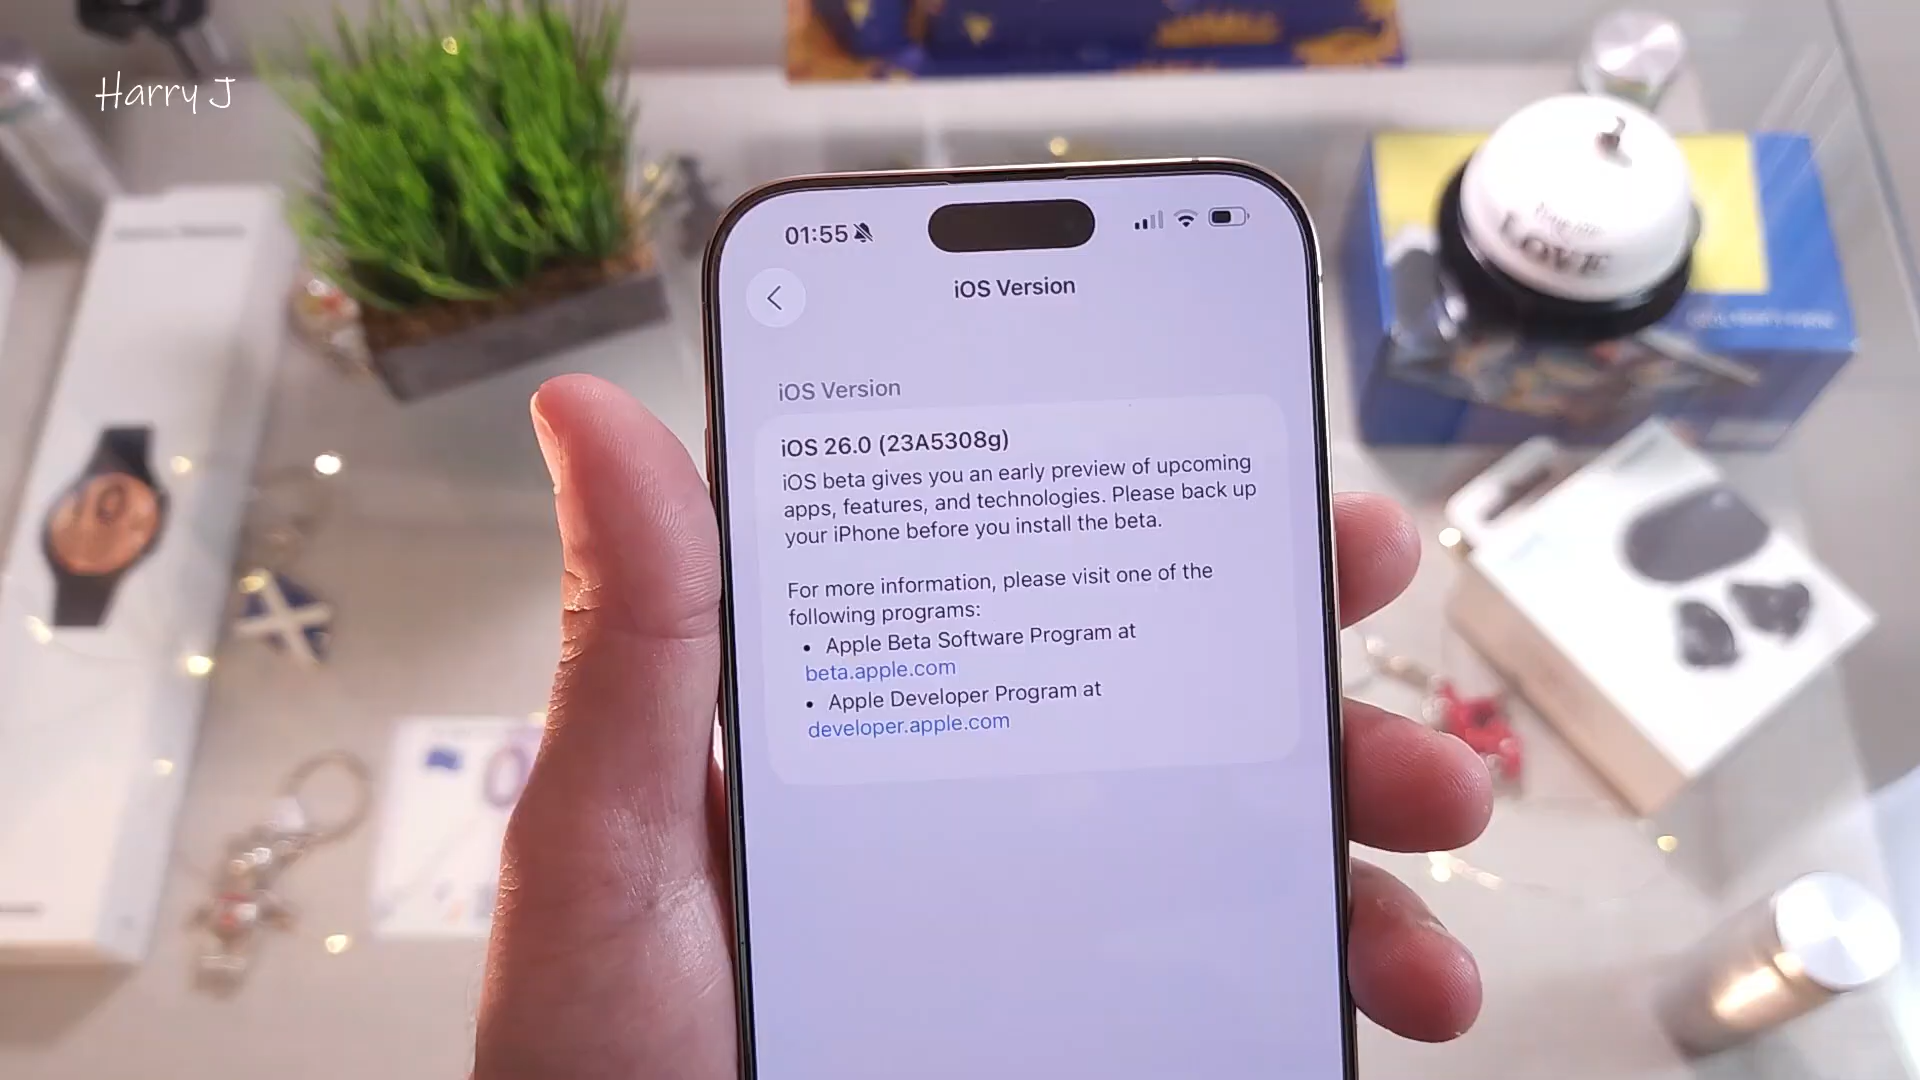 Harry J
01:55
iOS Version
iOS Version
iOS 26.0 (23A5308g)
iOS beta gives you an early preview of upcoming
apps, features, and technologies. Please back up
your iPhone before you install the beta.
For more information, please visit one of the
following programs:
• Apple Beta Software Program at
beta.apple.com
• Apple Developer Program at
developer.apple.com
LOVE